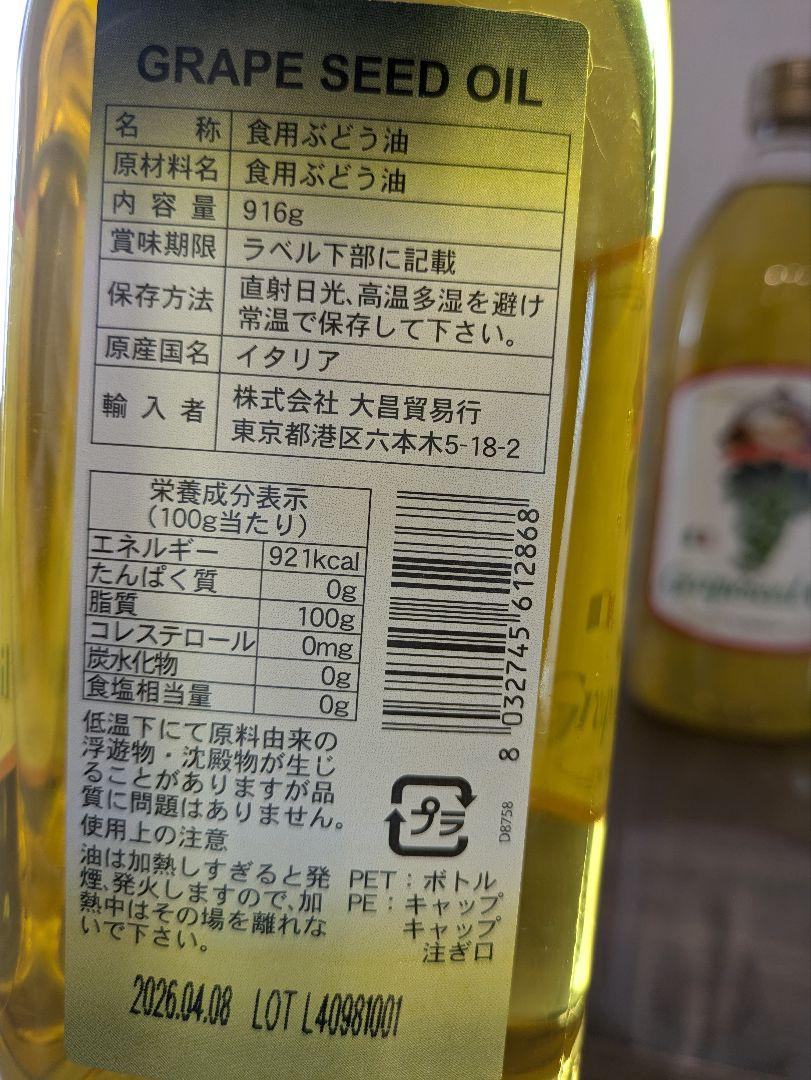 GRAPE SEED OIL
名称 食用ぶどう油
原材料名 食用ぶどう油
内容量 916g
賞味期限 ラベル下部に記載
保存方法 直射日光、高温多湿を避け
常温で保存して下さい。
原産国名 イタリア
輸入者 株式会社 大昌貿易行
東京都港区六本木5-18-2
栄養成分表示
(100g当たり)
エネルギー 921kcal
たんぱく質 0g
脂質 100g
コレステロール 0mg
炭水化物 0g
食塩相当量 0g
8 032745 612868
低温下にて原料由来の
浮遊物・沈殿物が生じ
ることがありますが品
質に問題はありません。
使用上の注意
油は加熱しすぎると発
煙、発火しますので、加
熱中はその場を離れな
いで下さい。
プラ
D8758
PET:ボトル
PE:キャップ
キャップ
注ぎ口
2026.04.08 LOT L40981001